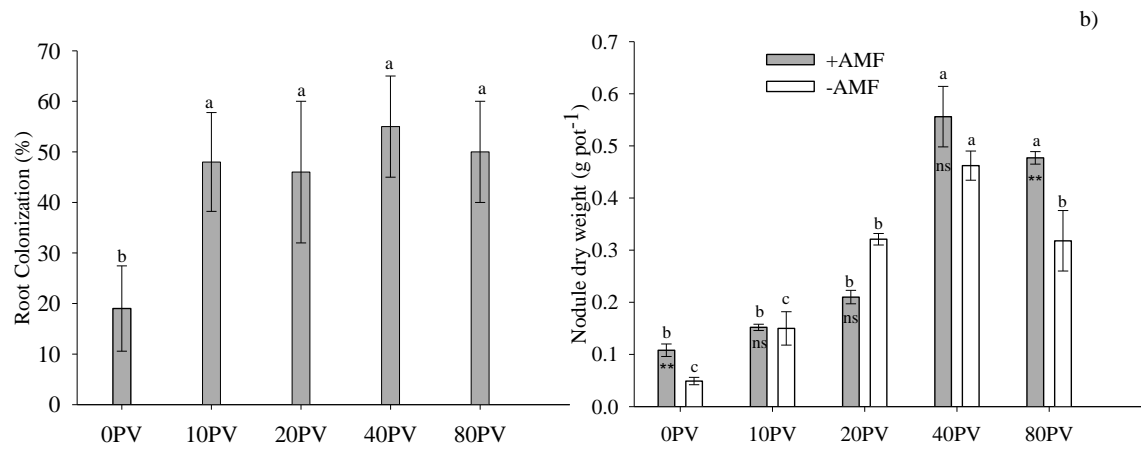 b)
Root Colonization (%)
70
60
50
40
30
20
10
0
b
a
a
a
a
0PV
10PV
20PV
40PV
80PV
Nodule dry weight (g pot-1)
0.7
0.6
0.5
0.4
0.3
0.2
0.1
0.0
+AMF
-AMF
b
**
c
b
ns
c
b
ns
b
a
ns
a
a
**
b
0PV
10PV
20PV
40PV
80PV